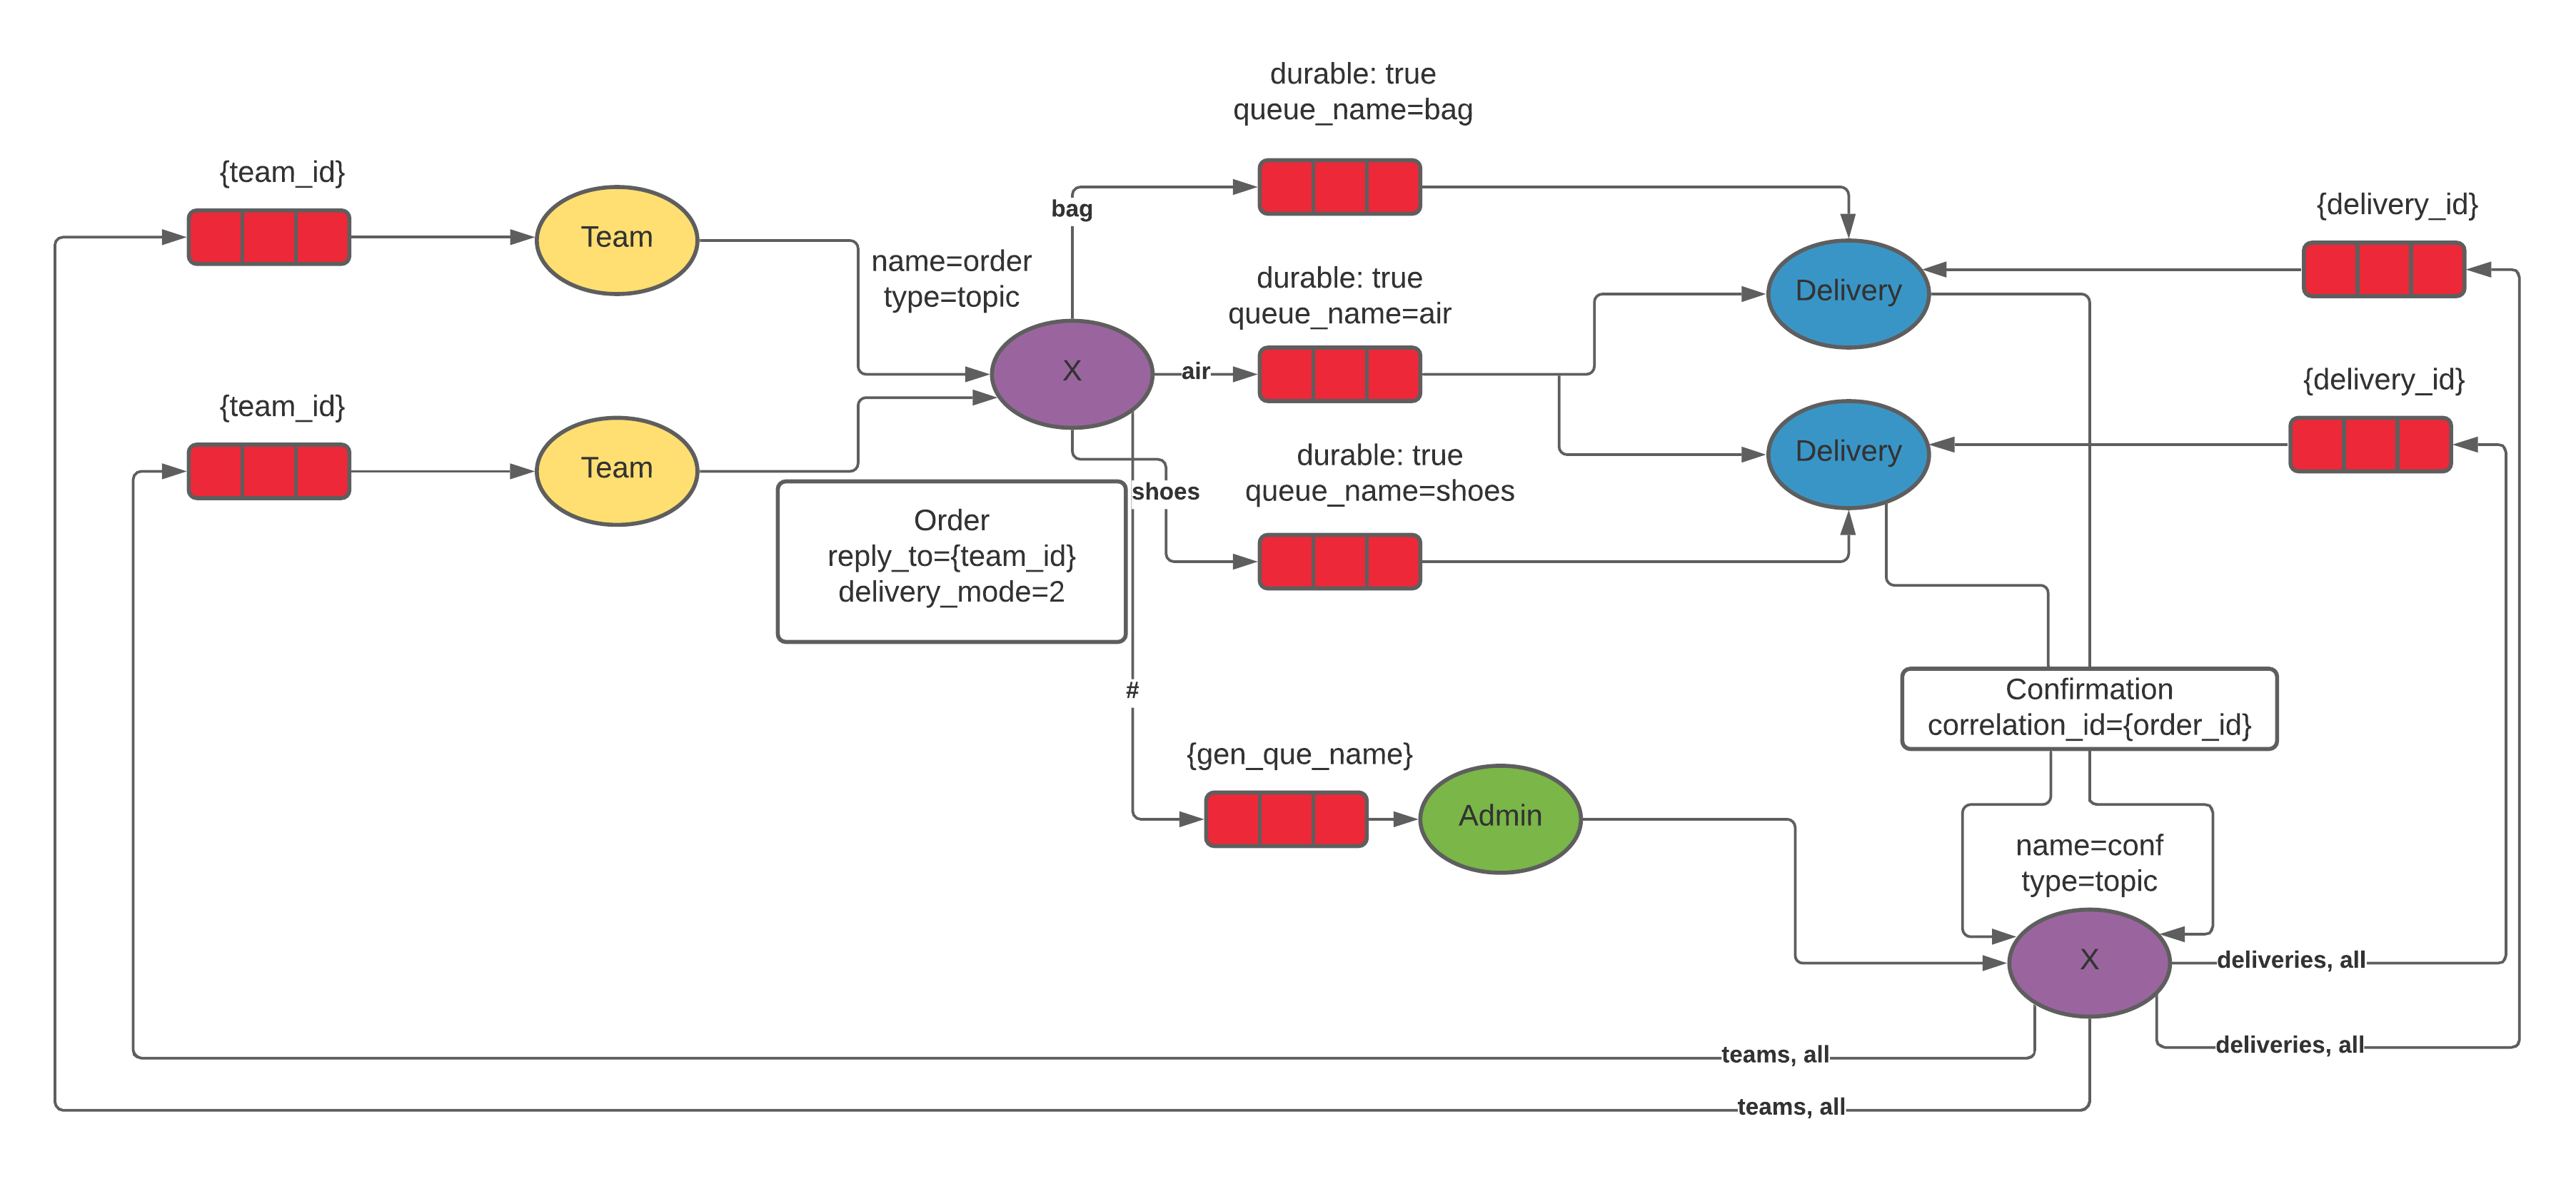 durable: true
queue_name=bag
{team_id}
{delivery_id}
bag
Team
name=order
type=topic
durable: true
queue_name=air
Delivery
X
air
{delivery_id}
{team_id}
Team
durable: true
queue_name=shoes
Delivery
shoes
Order
reply_to={team_id}
delivery_mode=2
#
Confirmation
correlation_id={order_id}
{gen_que_name}
Admin
name=conf
type=topic
X
deliveries, all
deliveries, all
teams, all
teams, all